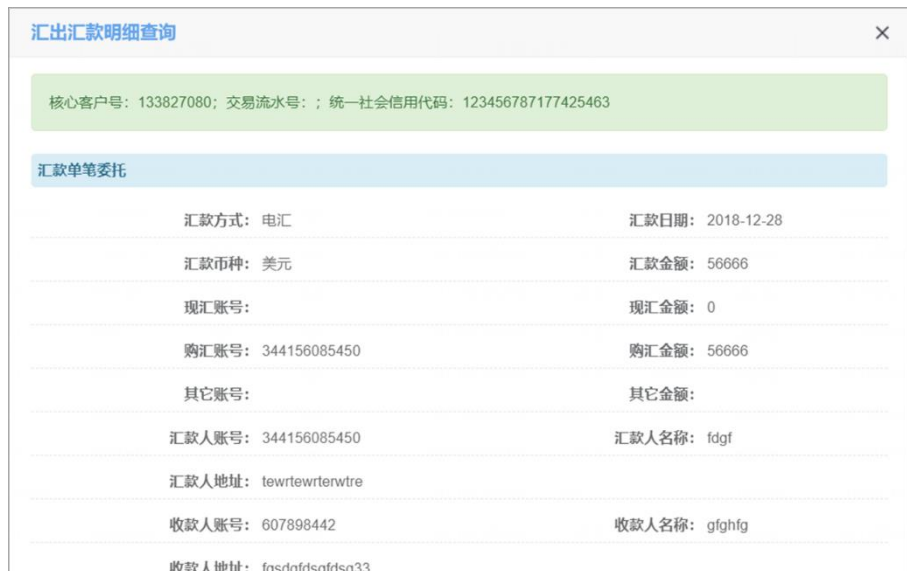 汇出汇款明细查询
核心客户号：133827080；交易流水号：；统一社会信用代码：123456787177425463
汇款单笔委托
汇款方式： 电汇 汇款日期： 2018-12-28
汇款币种： 美元 汇款金额： 56666
现汇账号： 现汇金额： 0
购汇账号： 344156085450 购汇金额： 56666
其它账号： 其它金额：
汇款人账号： 344156085450 汇款人名称： fdgf
汇款人地址： tewrtewrterwtre
收款人账号： 607898442 收款人名称： gfghfg
收款人地址： fgsdgfdsgfdsg33